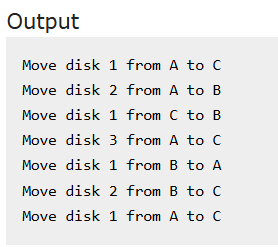 Output
Move disk 1 from A to C
Move disk 2 from A to B
Move disk 1 from C to B
Move disk 3 from A to C
Move disk 1 from B to A
Move disk 2 from B to C
Move disk 1 from A to C